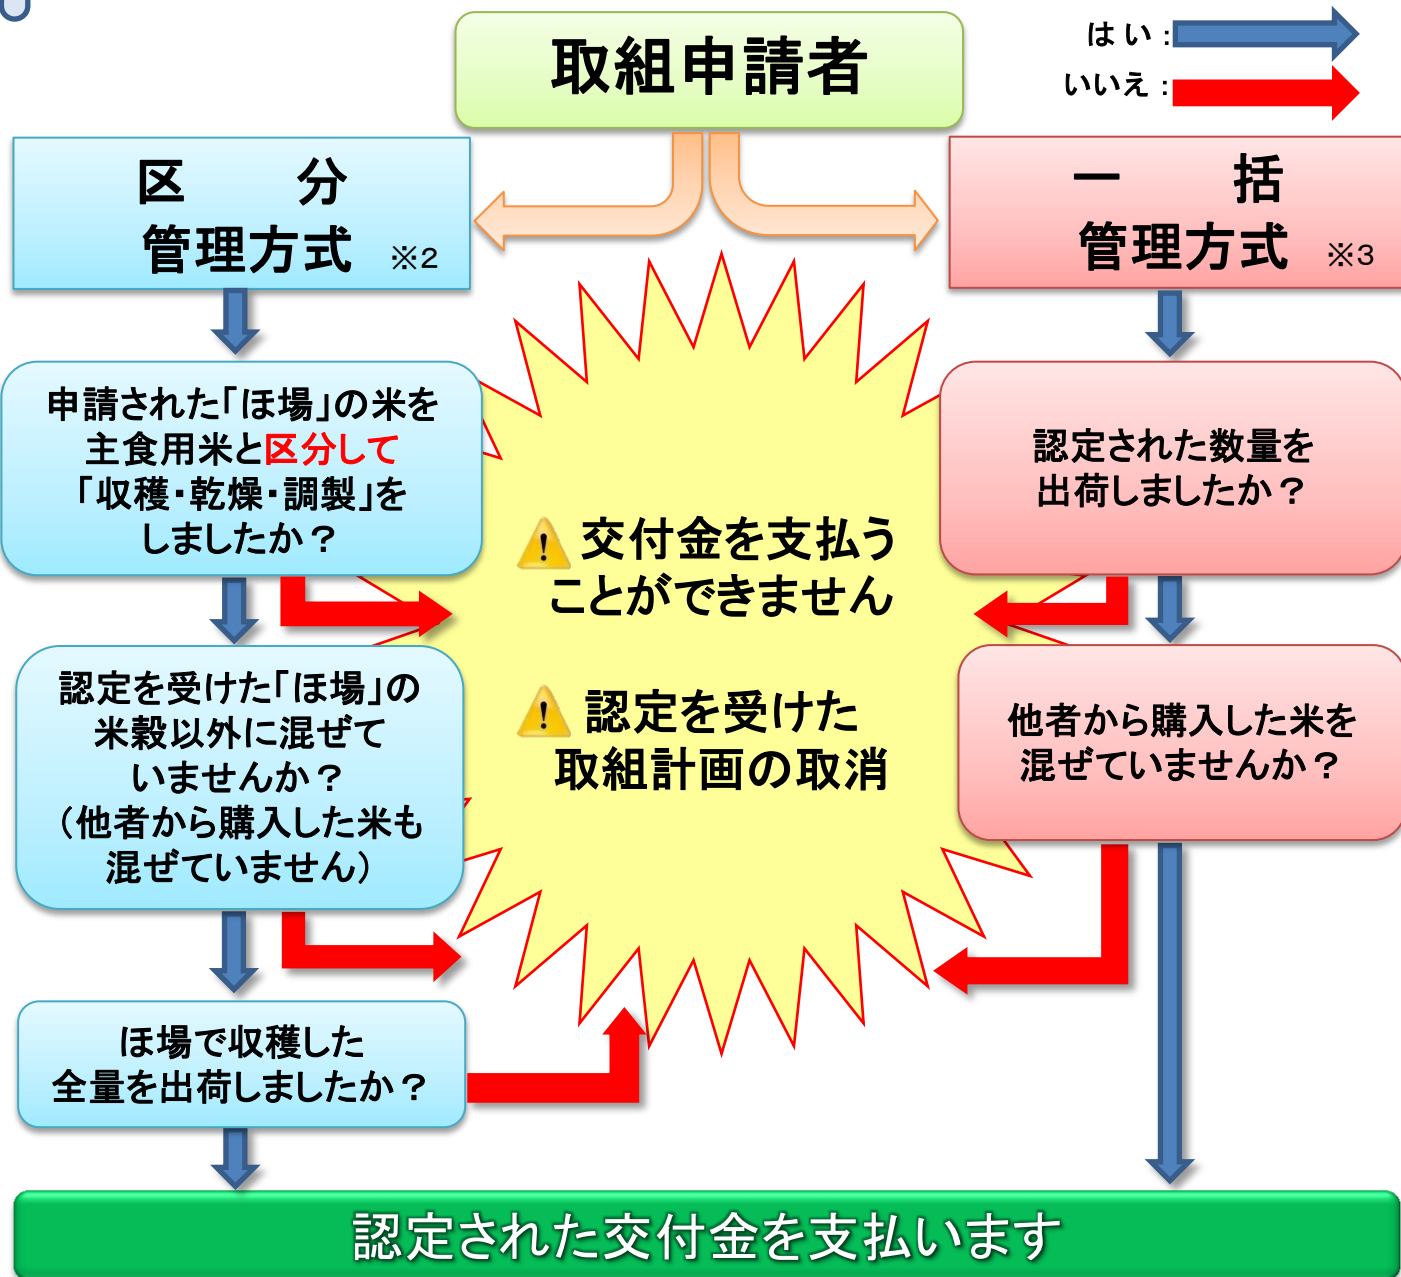 取組申請者
はい：
いいえ：
区　　分
管理方式 ※2
一　　括
管理方式 ※3
申請された「ほ場」の米を
主食用米と区分して
「収穫・乾燥・調製」を
しましたか？
認定を受けた「ほ場」の
米穀以外に混ぜて
いませんか？
（他者から購入した米も
混ぜていません）
ほ場で収穫した
全量を出荷しましたか？
交付金を支払う
ことができません
認定を受けた
取組計画の取消
認定された数量を
出荷しましたか？
他者から購入した米を
混ぜていませんか？
認定された交付金を支払います